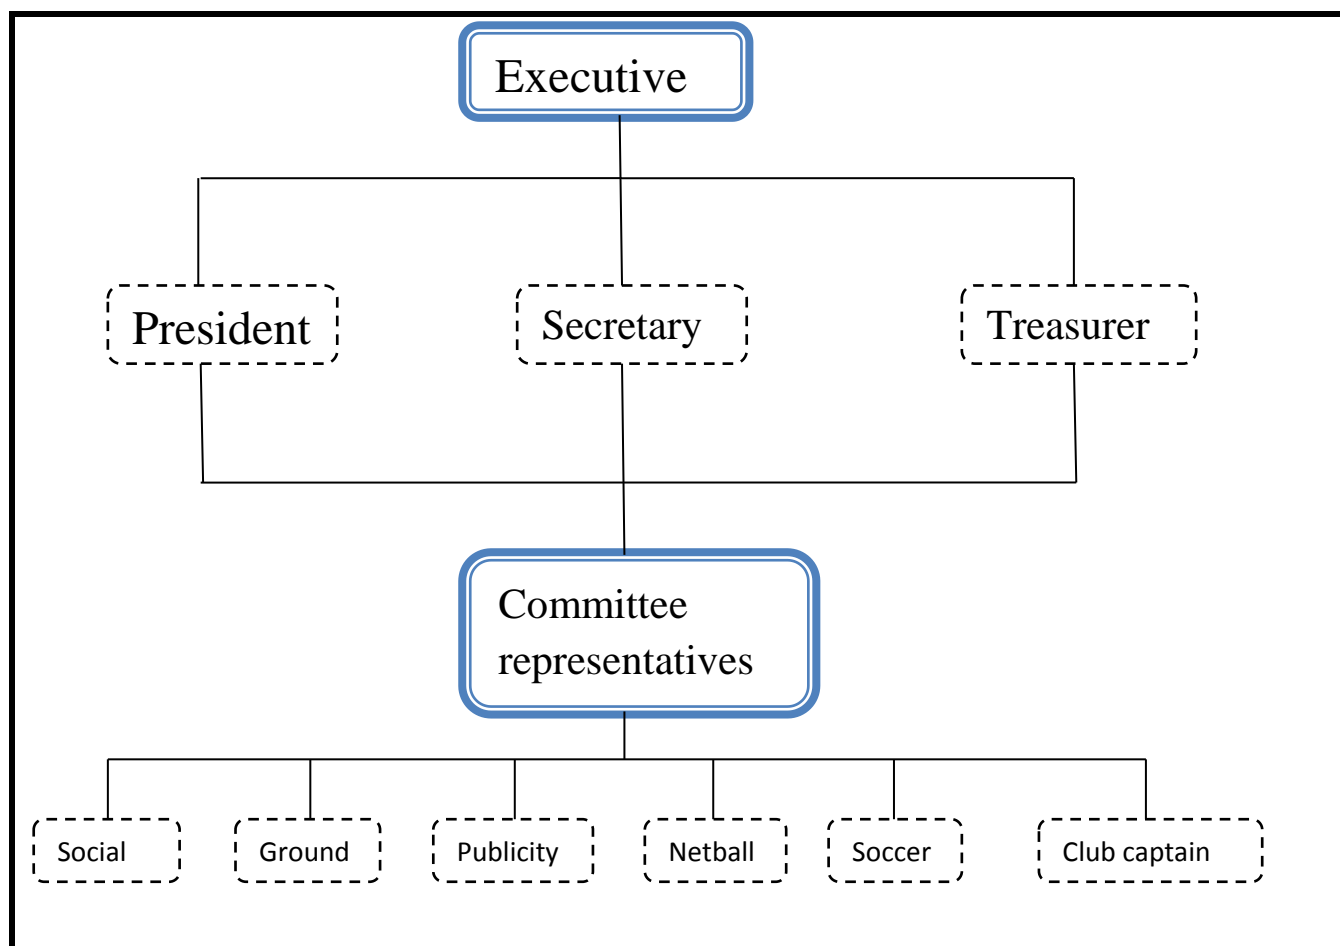 Executive
President
Secretary
Treasurer
Committee
representatives
Social
Ground
Publicity
Netball
Soccer
Club captain